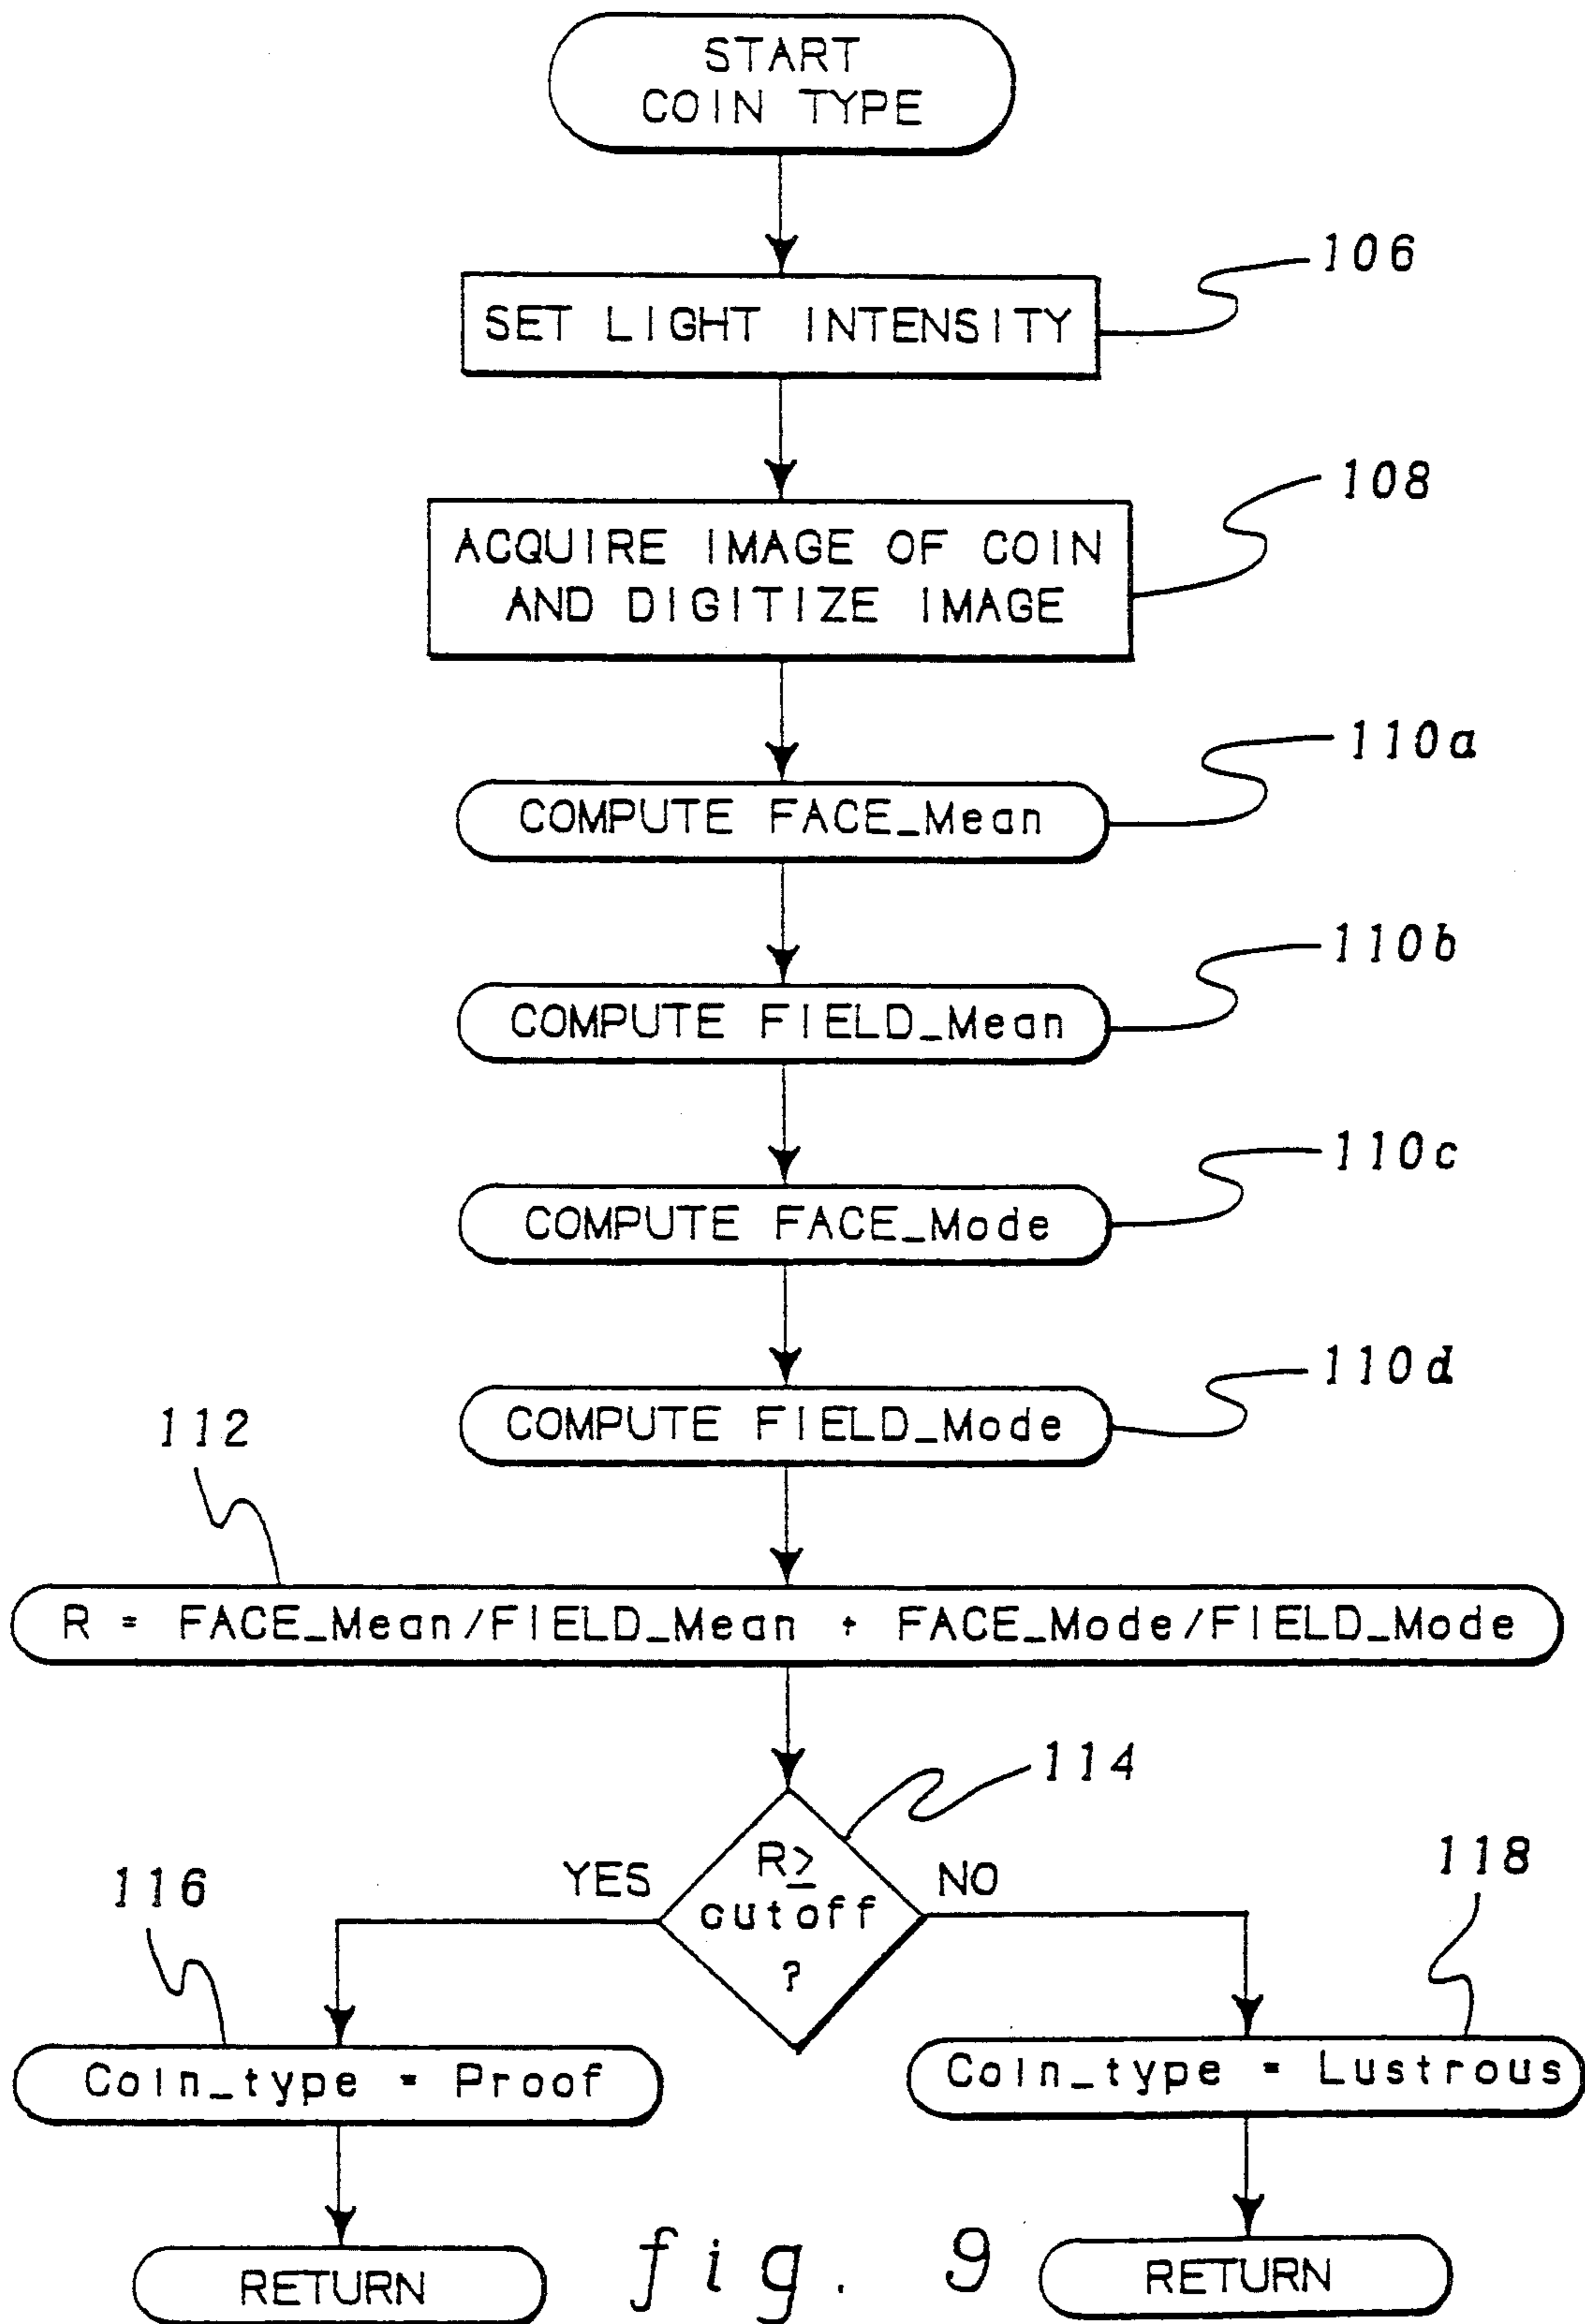 START
COIN TYPE
106
SET LIGHT INTENSITY
108
ACQUIRE IMAGE OF COIN
AND DIGITIZE IMAGE
110a
COMPUTE FACE_Mean
110b
COMPUTE FIELD_Mean
110c
COMPUTE FACE_Mode
110d
COMPUTE FIELD_Mode
112
R = FACE_Mean/FIELD_Mean + FACE_Mode/FIELD_Mode
114
R≥
cutoff
?
YES
NO
116
118
Coin_type = Proof
Coin_type = Lustrous
RETURN
RETURN
fig. 9